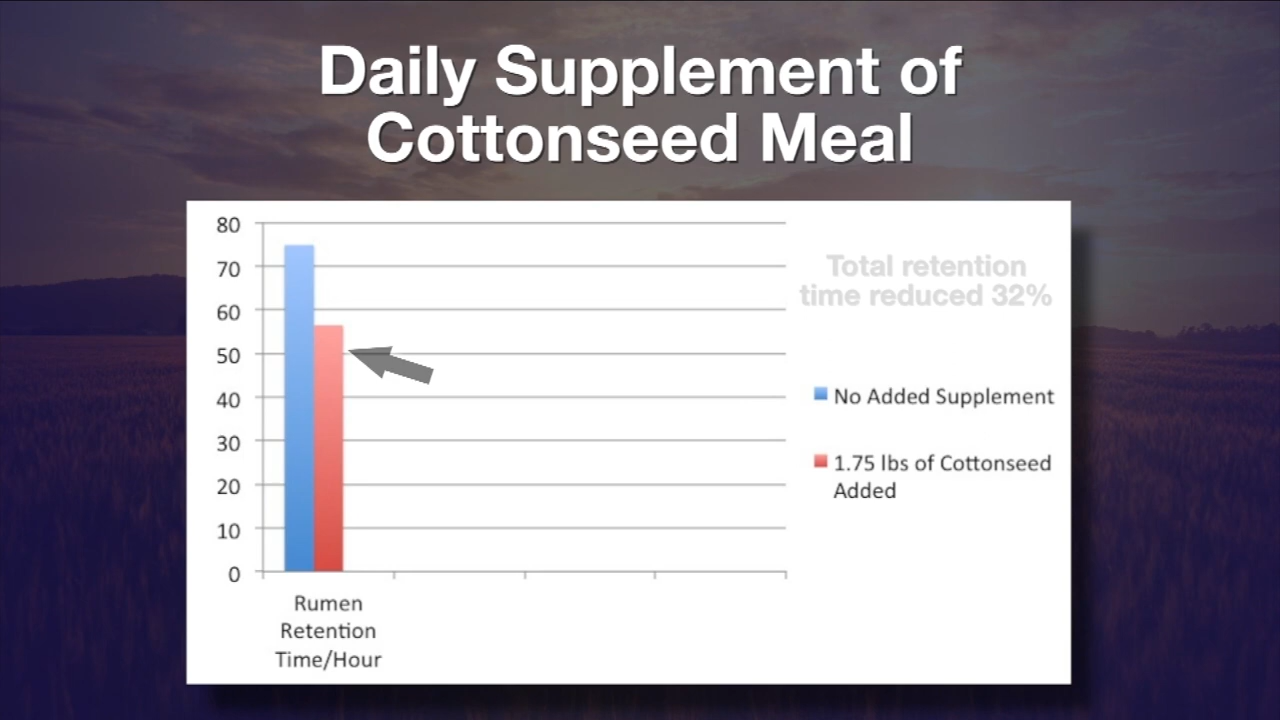 Daily Supplement of
Cottonseed Meal
80
70
60
50
40
30
20
10
0
Rumen
Retention
Time/Hour
Total retention
time reduced 32%
No Added Supplement
1.75 lbs of Cottonseed
Added